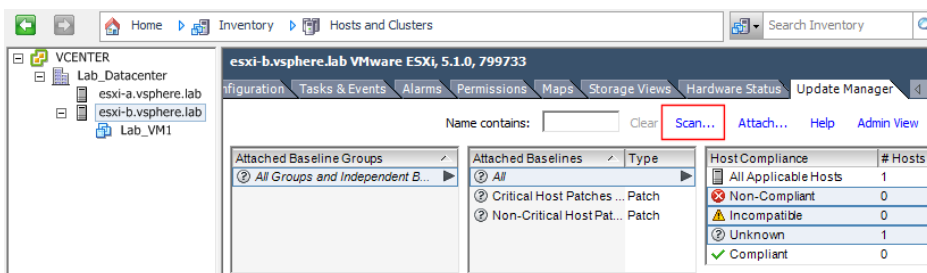 Home Inventory Hosts and Clusters Search Inventory
VCENTER
Lab_Datacenter
esxi-a.vsphere.lab
esxi-b.vsphere.lab
Lab_VM1
esxi-b.vsphere.lab VMware ESXi, 5.1.0, 799733
nfiguration Tasks & Events Alarms Permissions Maps Storage Views Hardware Status Update Manager
Name contains: Clear Scan... Attach... Help Admin View
Attached Baseline Groups
All Groups and Independent B...
Attached Baselines Type
All
Critical Host Patches ... Patch
Non-Critical Host Pat... Patch
Host Compliance # Hosts
All Applicable Hosts 1
Non-Compliant 0
Incompatible 0
Unknown 1
Compliant 0